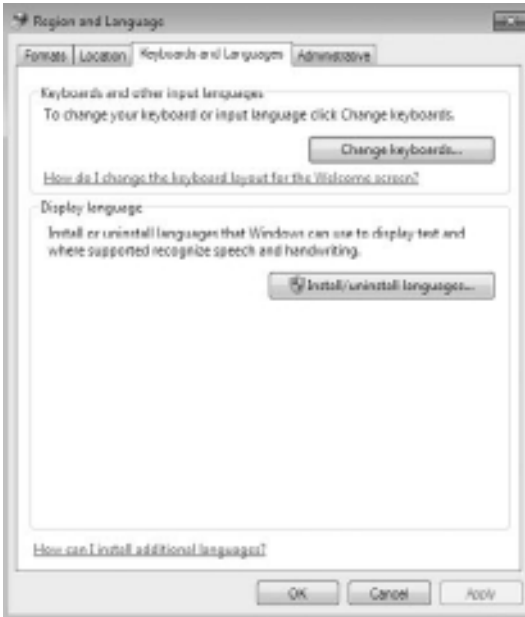 Region and Language
Formats
Location
Keyboards and Languages
Administrative
Keyboards and other input languages
To change your keyboard or input language click Change keyboards.
Change keyboards...
How do I change the keyboard layout for the Welcome screen?
Display language
Install or uninstall languages that Windows can use to display text and
where supported recognize speech and handwriting.
Install/uninstall languages...
How can I install additional languages?
OK
Cancel
Apply